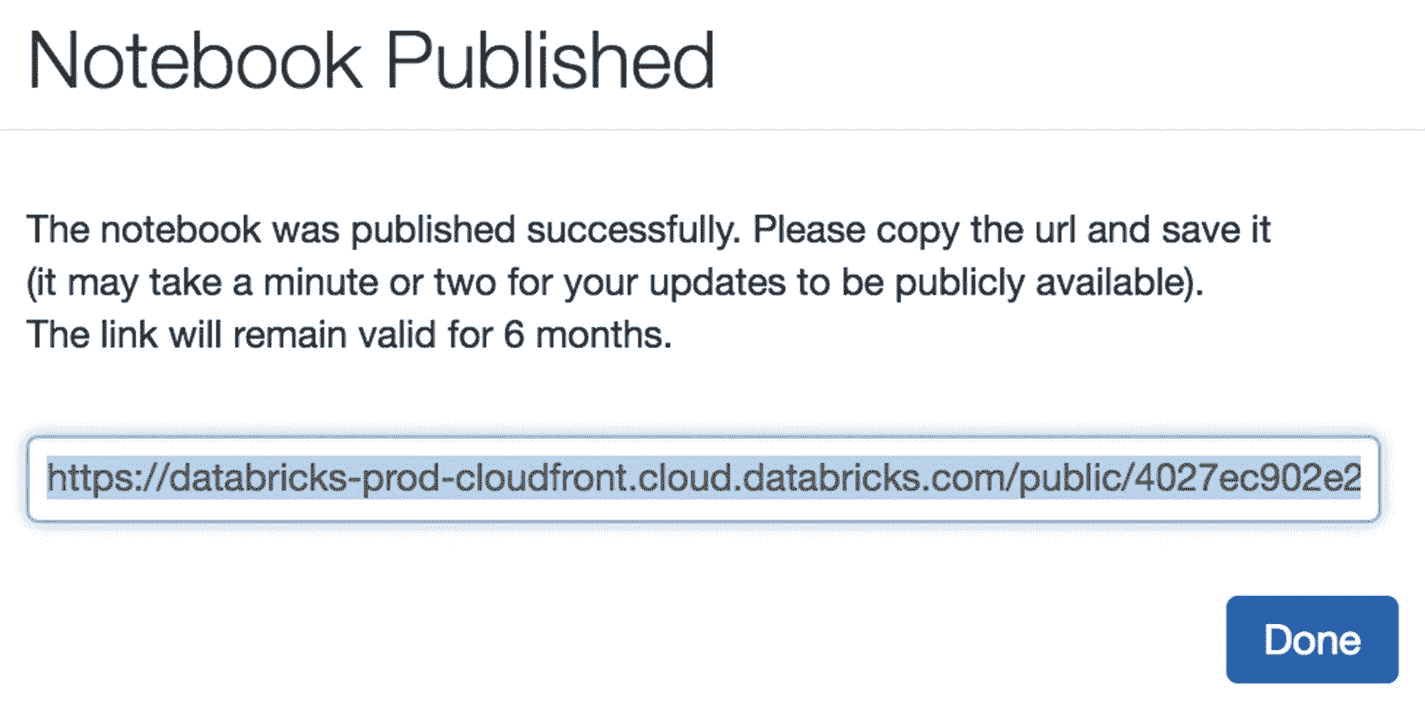 Notebook Published
The notebook was published successfully. Please copy the url and save it
(it may take a minute or two for your updates to be publicly available).
The link will remain valid for 6 months.
https://databricks-prod-cloudfront.cloud.databricks.com/public/4027ec902e2
Done